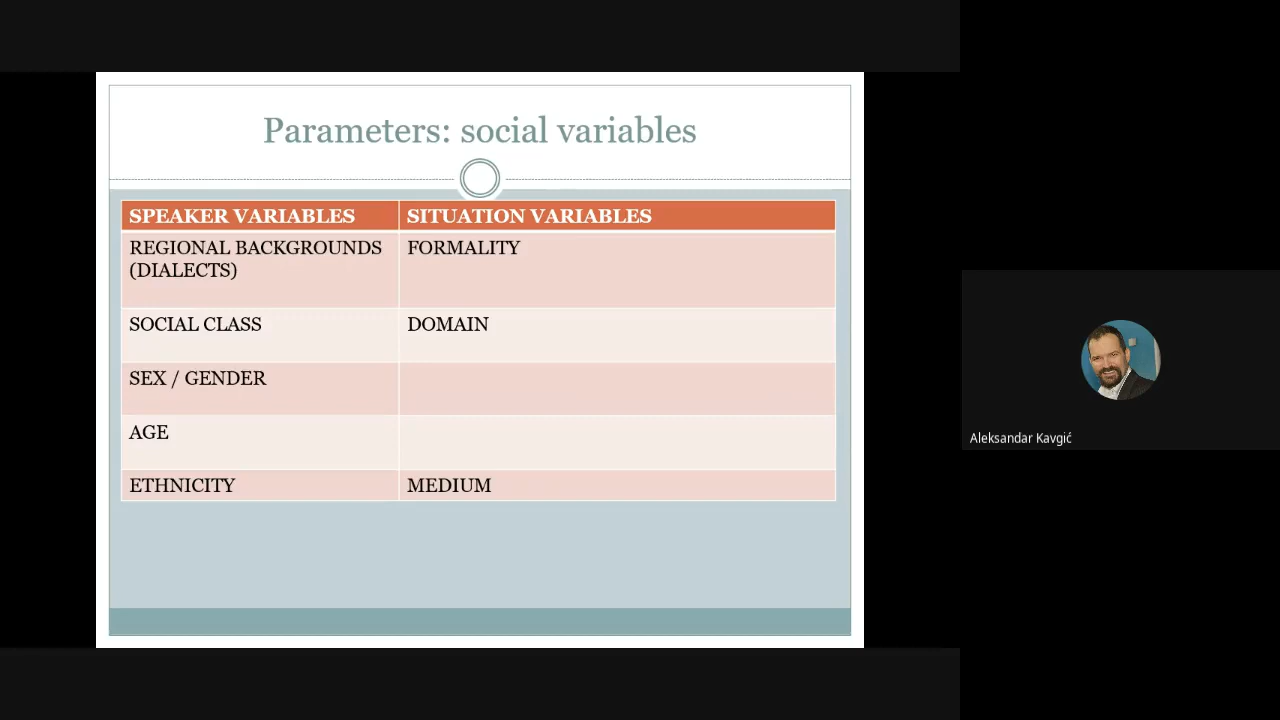 Parameters: social variables
SPEAKER VARIABLES
SITUATION VARIABLES
REGIONAL BACKGROUNDS
(DIALECTS)
FORMALITY
SOCIAL CLASS
DOMAIN
SEX / GENDER
AGE
ETHNICITY
MEDIUM
Aleksandar Kavgić